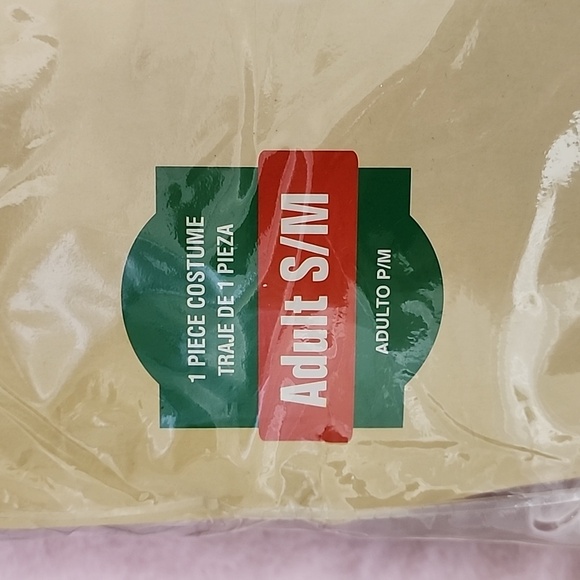 1 PIECE COSTUME
TRAJE DE 1 PIEZA
Adult S/M
ADULTO P/M